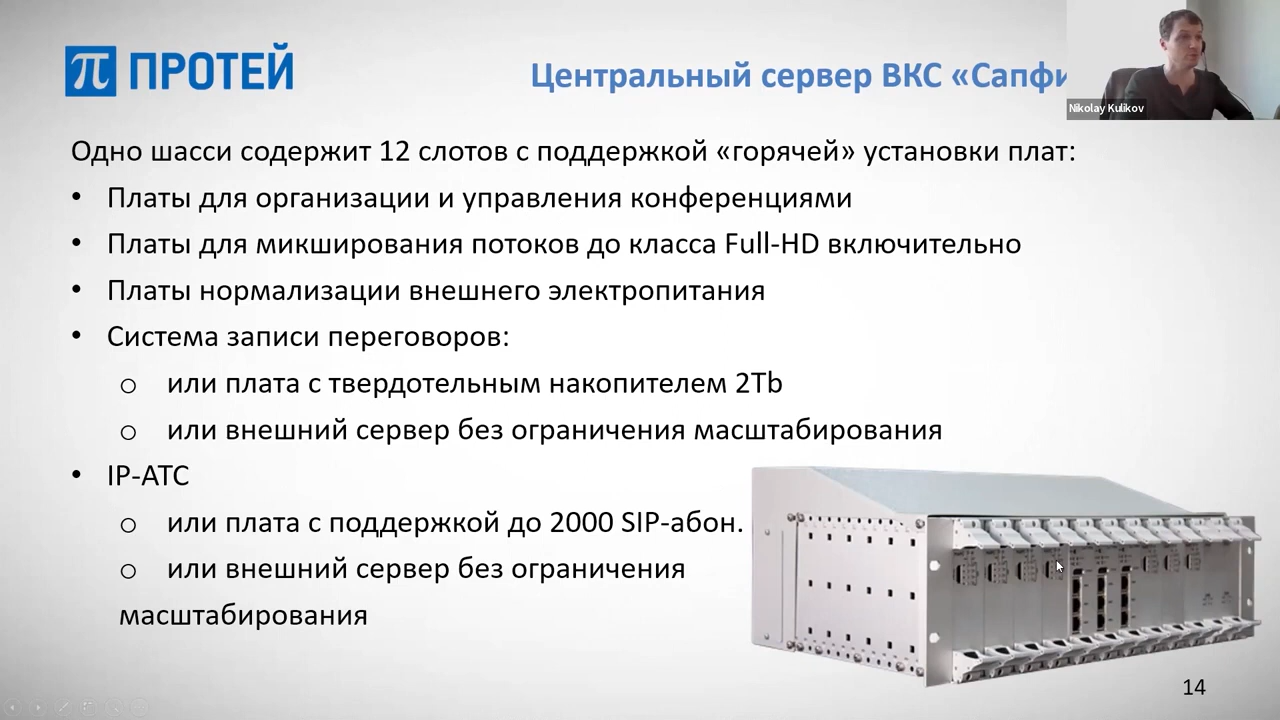 π ПРОТЕЙ
Центральный сервер ВКС «Сапфи
Nikolay Kulikov
Одно шасси содержит 12 слотов с поддержкой «горячей» установки плат:
• Платы для организации и управления конференциями
• Платы для микширования потоков до класса Full-HD включительно
• Платы нормализации внешнего электропитания
• Система записи переговоров:
o или плата с твердотельным накопителем 2Tb
o или внешний сервер без ограничения масштабирования
• IP-АТС
o или плата с поддержкой до 2000 SIP-абон.
o или внешний сервер без ограничения
масштабирования
14